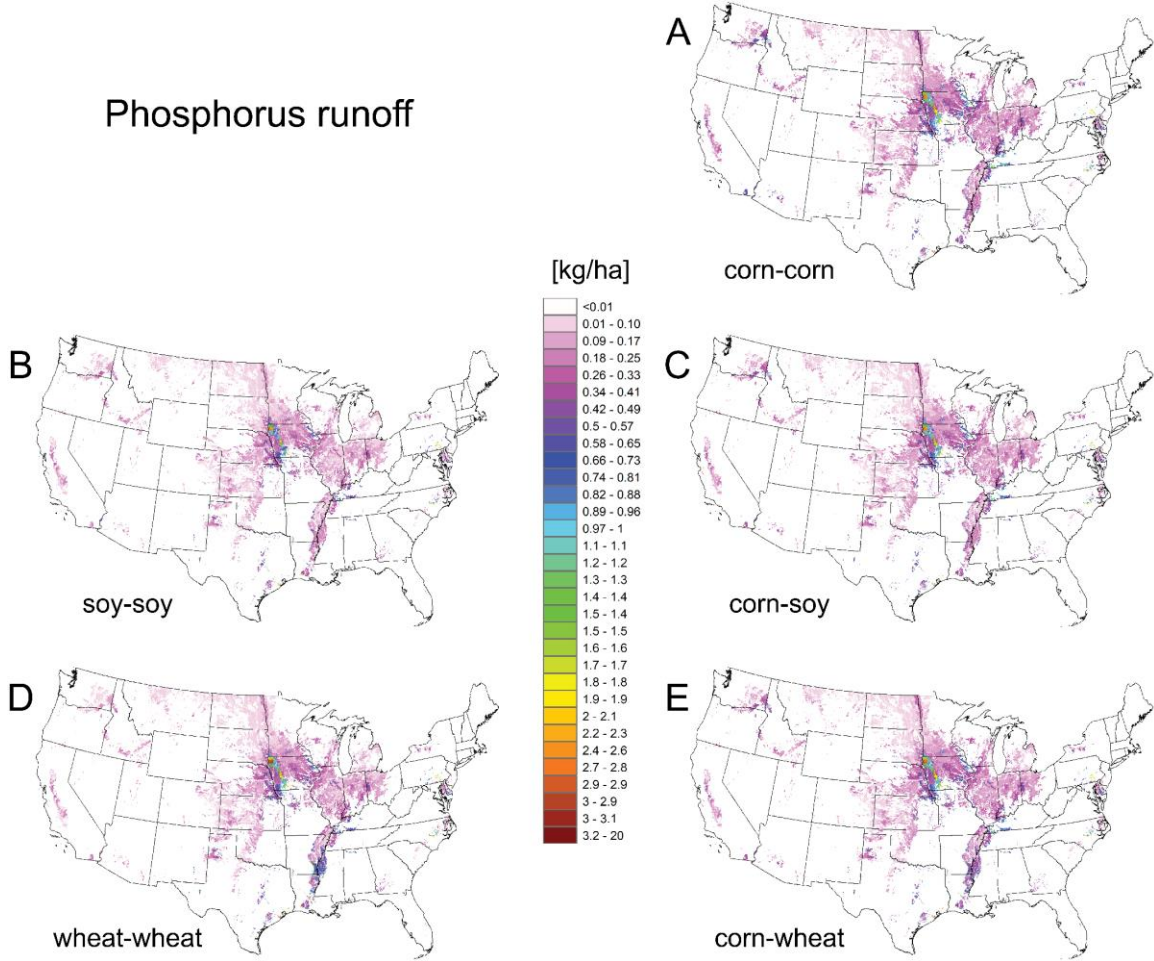 Phosphorus runoff
A
corn-corn
[kg/ha]
<0.01
0.01 - 0.10
0.09 - 0.17
0.18 - 0.25
0.26 - 0.33
0.34 - 0.41
0.42 - 0.49
0.5 - 0.57
0.58 - 0.65
0.66 - 0.73
0.74 - 0.81
0.82 - 0.88
0.89 - 0.96
0.97 - 1
1.1 - 1.1
1.2 - 1.2
1.3 - 1.3
1.4 - 1.4
1.5 - 1.4
1.5 - 1.5
1.6 - 1.6
1.7 - 1.7
1.8 - 1.8
1.9 - 1.9
2 - 2.1
2.2 - 2.3
2.4 - 2.6
2.7 - 2.8
2.9 - 2.9
3 - 2.9
3 - 3.1
3.2 - 20
B
soy-soy
C
corn-soy
D
wheat-wheat
E
corn-wheat